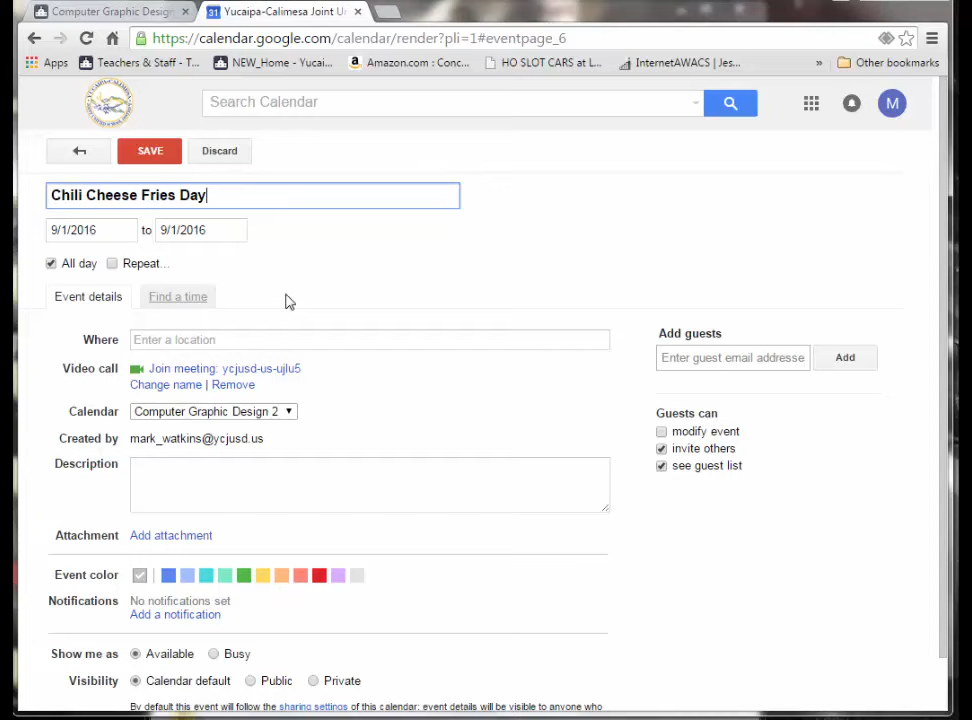 Computer Graphic Design × 31 Yucaipa-Calimesa Joint Un ×
https://calendar.google.com/calendar/render?pli=1#eventpage_6
Apps Teachers & Staff - T... NEW_Home - Yucai... a Amazon.com : Conc... HO SLOT CARS at L... InternetAWACS | Jes... » Other bookmarks
Search Calendar M
SAVE Discard
Chili Cheese Fries Day
9/1/2016 to 9/1/2016
All day Repeat...
Event details Find a time
Where Enter a location
Video call Join meeting: ycjusd-us-ujlu5
Change name | Remove
Calendar Computer Graphic Design 2
Created by mark_watkins@ycjusd.us
Description
Attachment Add attachment
Event color
Notifications No notifications set
Add a notification
Show me as Available Busy
Visibility Calendar default Public Private
By default this event will follow the sharing settings of this calendar: event details will be visible to anyone who
Add guests
Enter guest email addresse Add
Guests can
modify event
invite others
see guest list